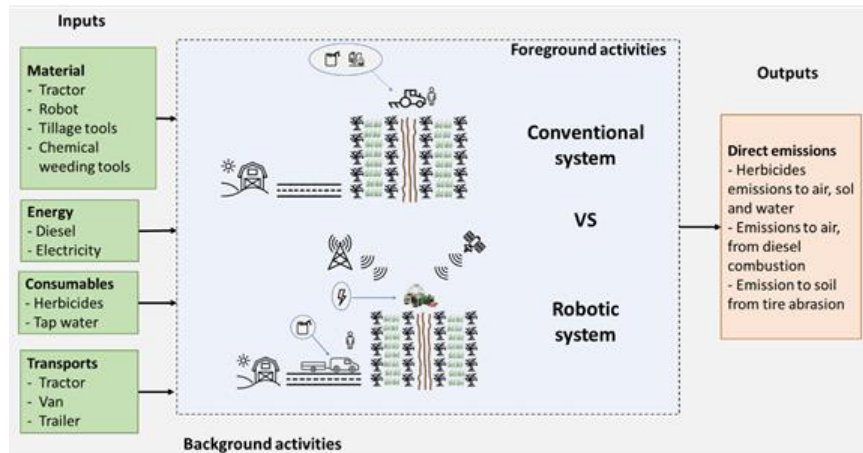 Inputs
Material
- Tractor
- Robot
- Tillage tools
- Chemical
weeding tools
Energy
- Diesel
- Electricity
Consumables
- Herbicides
- Tap water
Transports
- Tractor
- Van
- Trailer
Foreground activities
Conventional
system
VS
Robotic
system
Background activities
Outputs
Direct emissions
- Herbicides
emissions to air, sol
and water
- Emissions to air,
from diesel
combustion
- Emission to soil
from tire abrasion